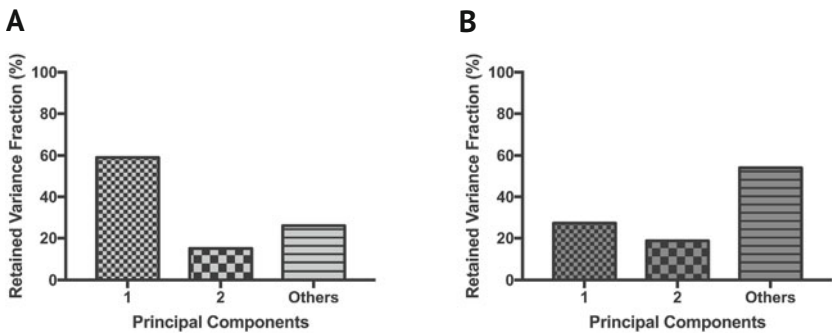 A
Retained Variance Fraction (%)
100
80
60
40
20
0
1 2 Others
Principal Components
B
Retained Variance Fraction (%)
100
80
60
40
20
0
1 2 Others
Principal Components